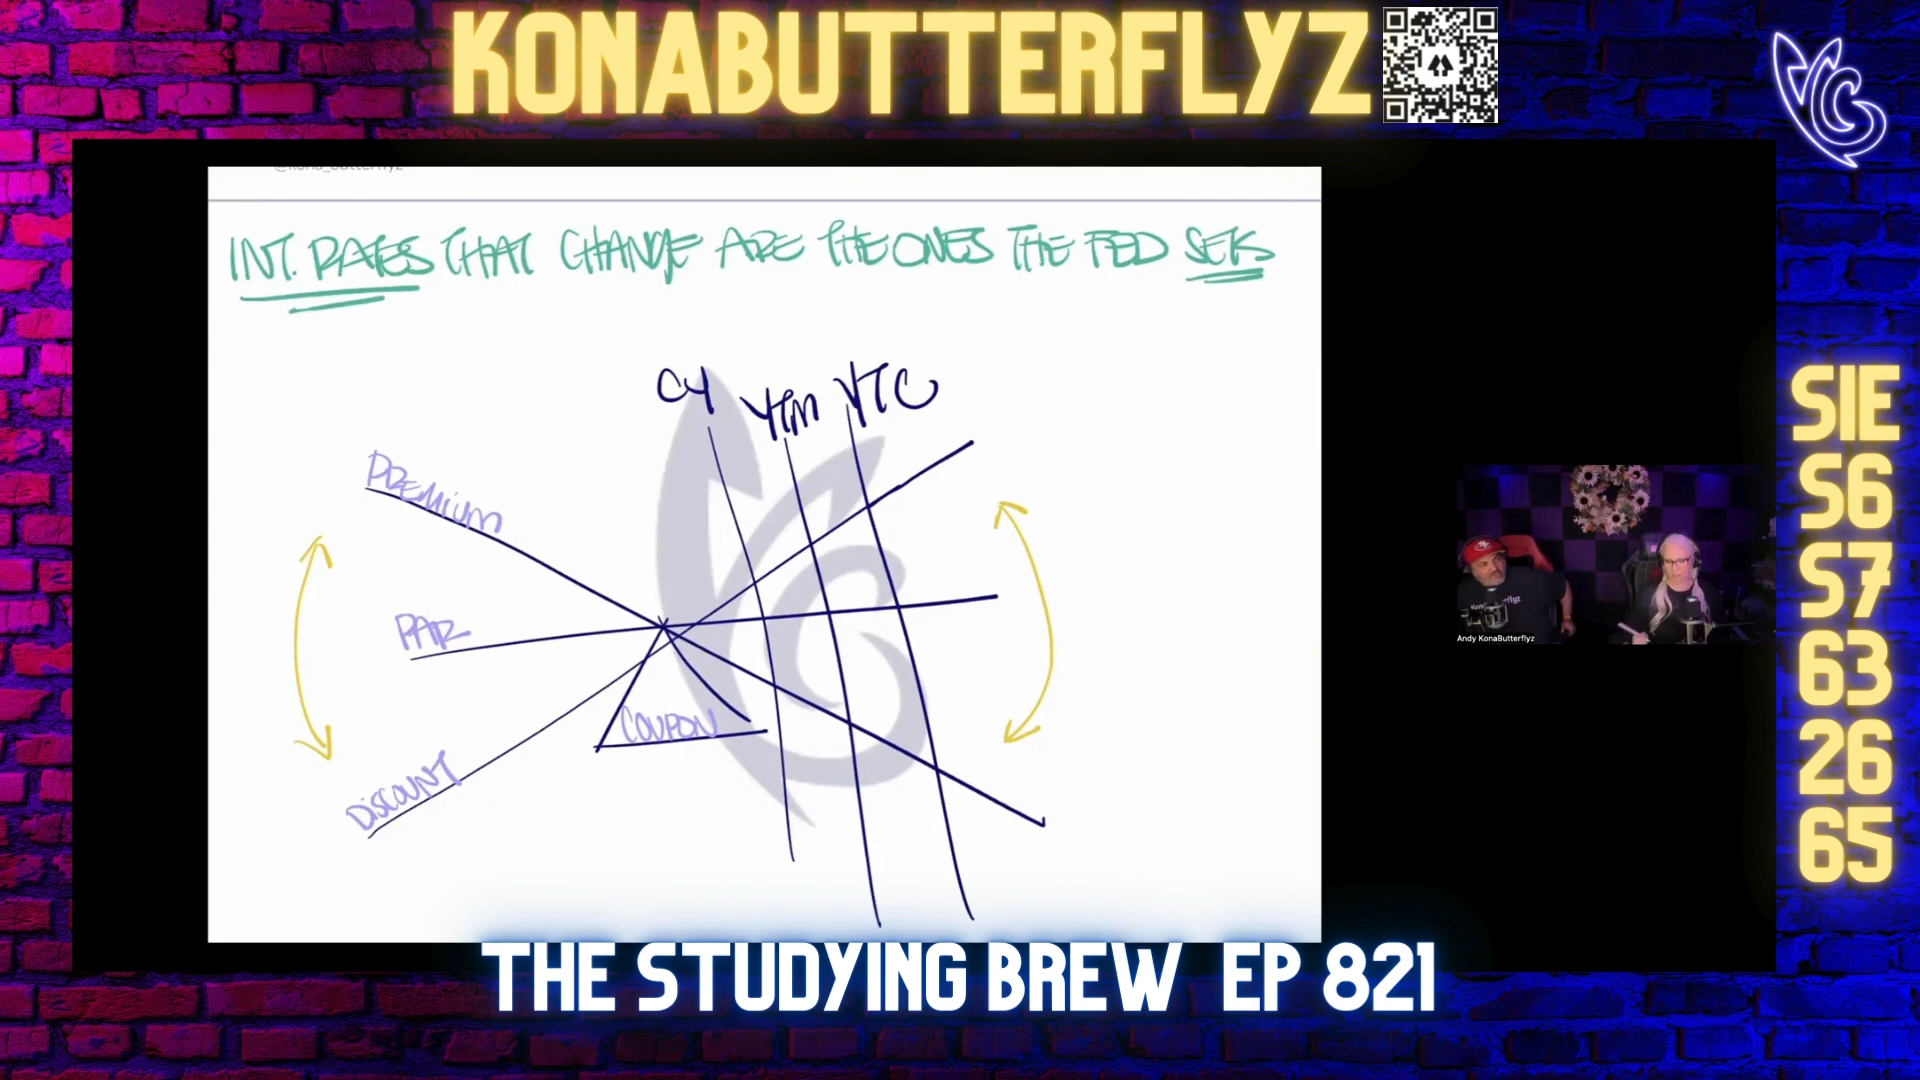 KONABUTTERFLYZ
@kona_butterflyz
INT. RATES THAT CHANGE ARE THE ONES THE FED SETS
CY YTM YTC
PREMIUM
PAR
COUPON
DISCOUNT
Andy KonaButterflyz
SIE
S6
S7
63
26
65
THE STUDYING BREW EP 821